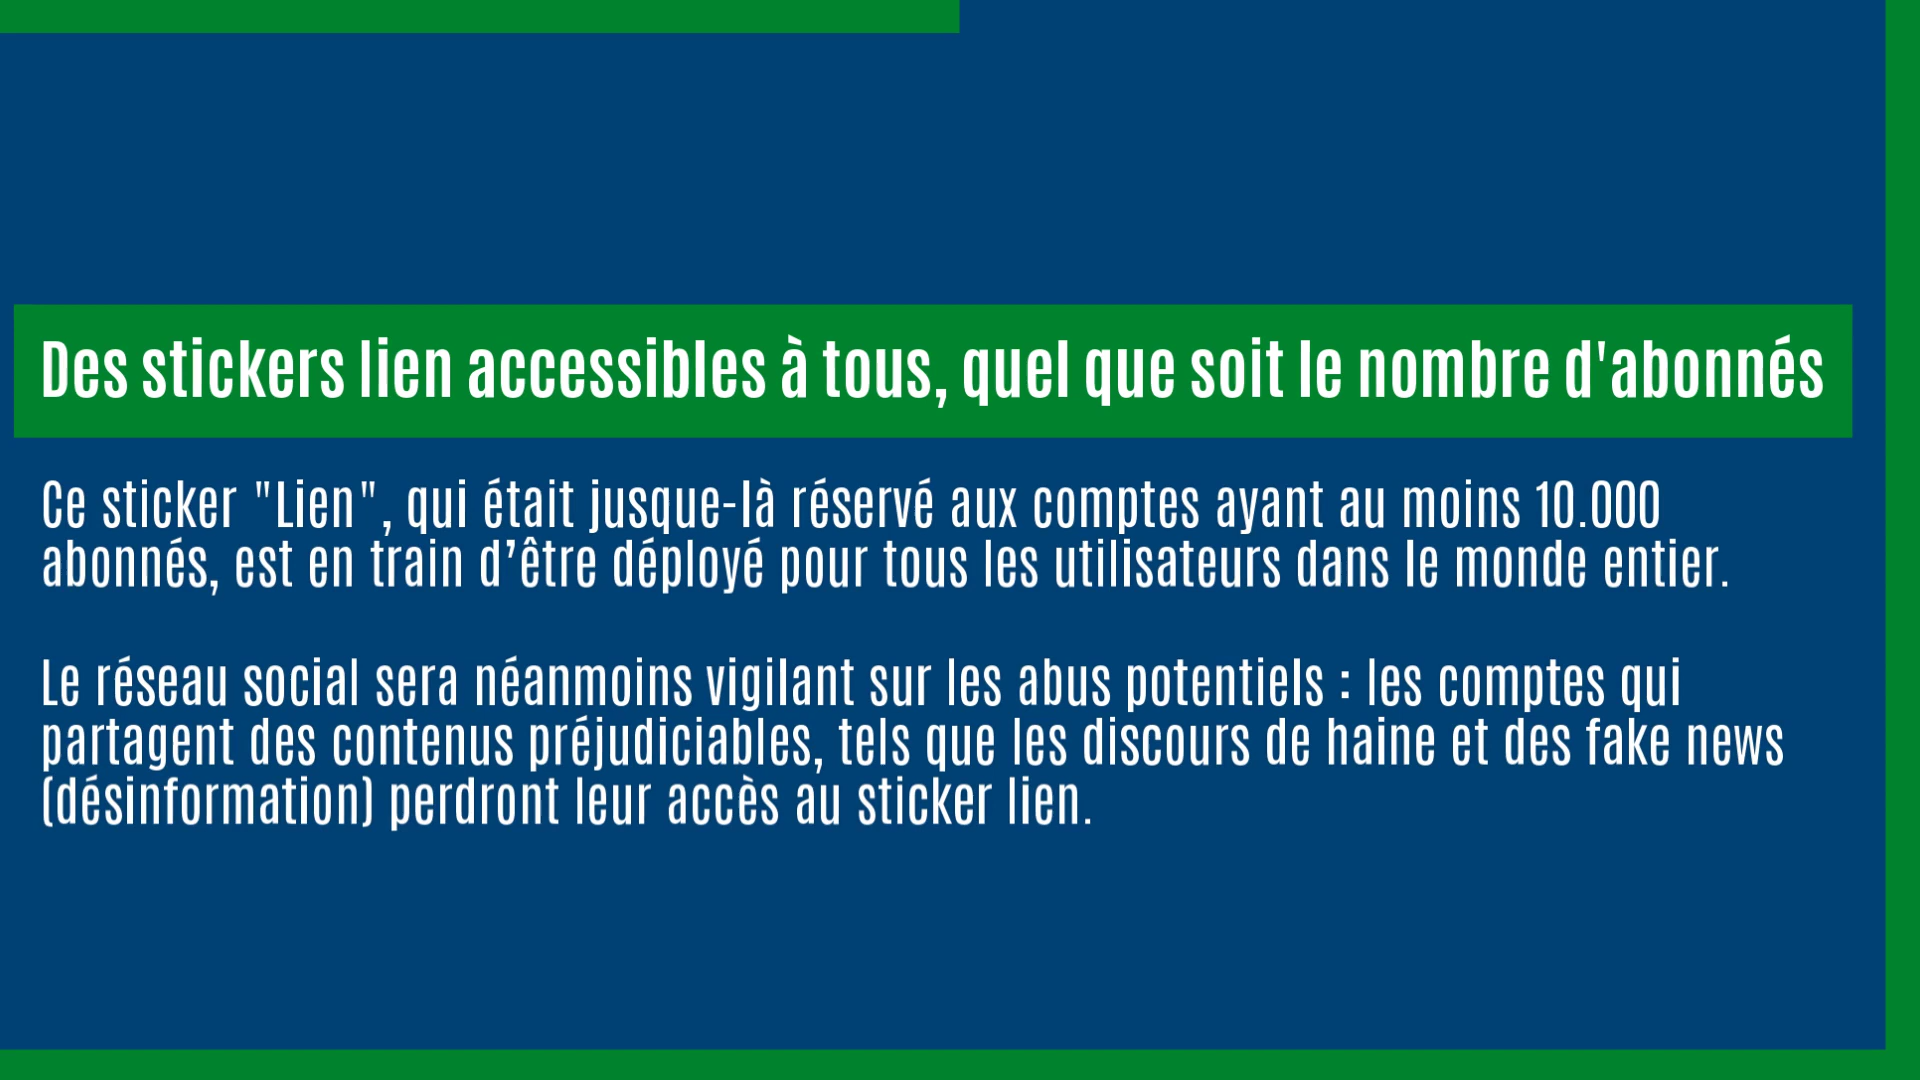 Des stickers lien accessibles à tous, quel que soit le nombre d'abonnés
Ce sticker "Lien", qui était jusque-là réservé aux comptes ayant au moins 10.000
abonnés, est en train d’être déployé pour tous les utilisateurs dans le monde entier.
Le réseau social sera néanmoins vigilant sur les abus potentiels : les comptes qui
partagent des contenus préjudiciables, tels que les discours de haine et des fake news
(désinformation) perdront leur accès au sticker lien.